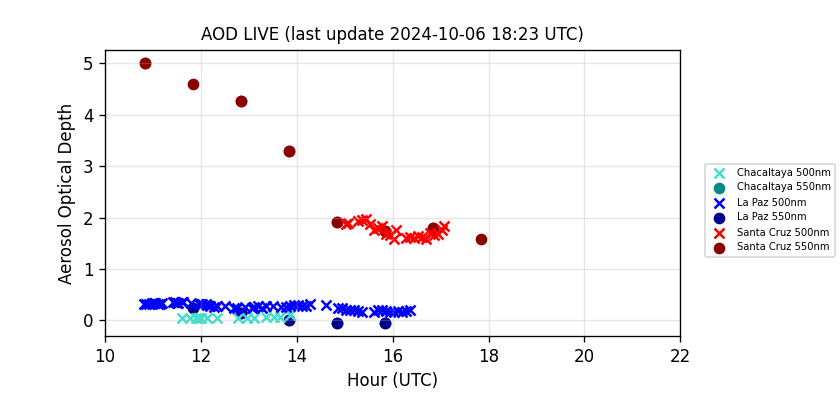 AOD LIVE (last update 2024-10-06 18:23 UTC)
Aerosol Optical Depth
5
4
3
2
1
0
10 12 14 16 18 20 22
Hour (UTC)
Chacaltaya 500nm
Chacaltaya 550nm
La Paz 500nm
La Paz 550nm
Santa Cruz 500nm
Santa Cruz 550nm